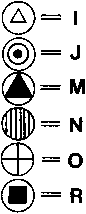 = I
= J
= M
= N
= O
= R